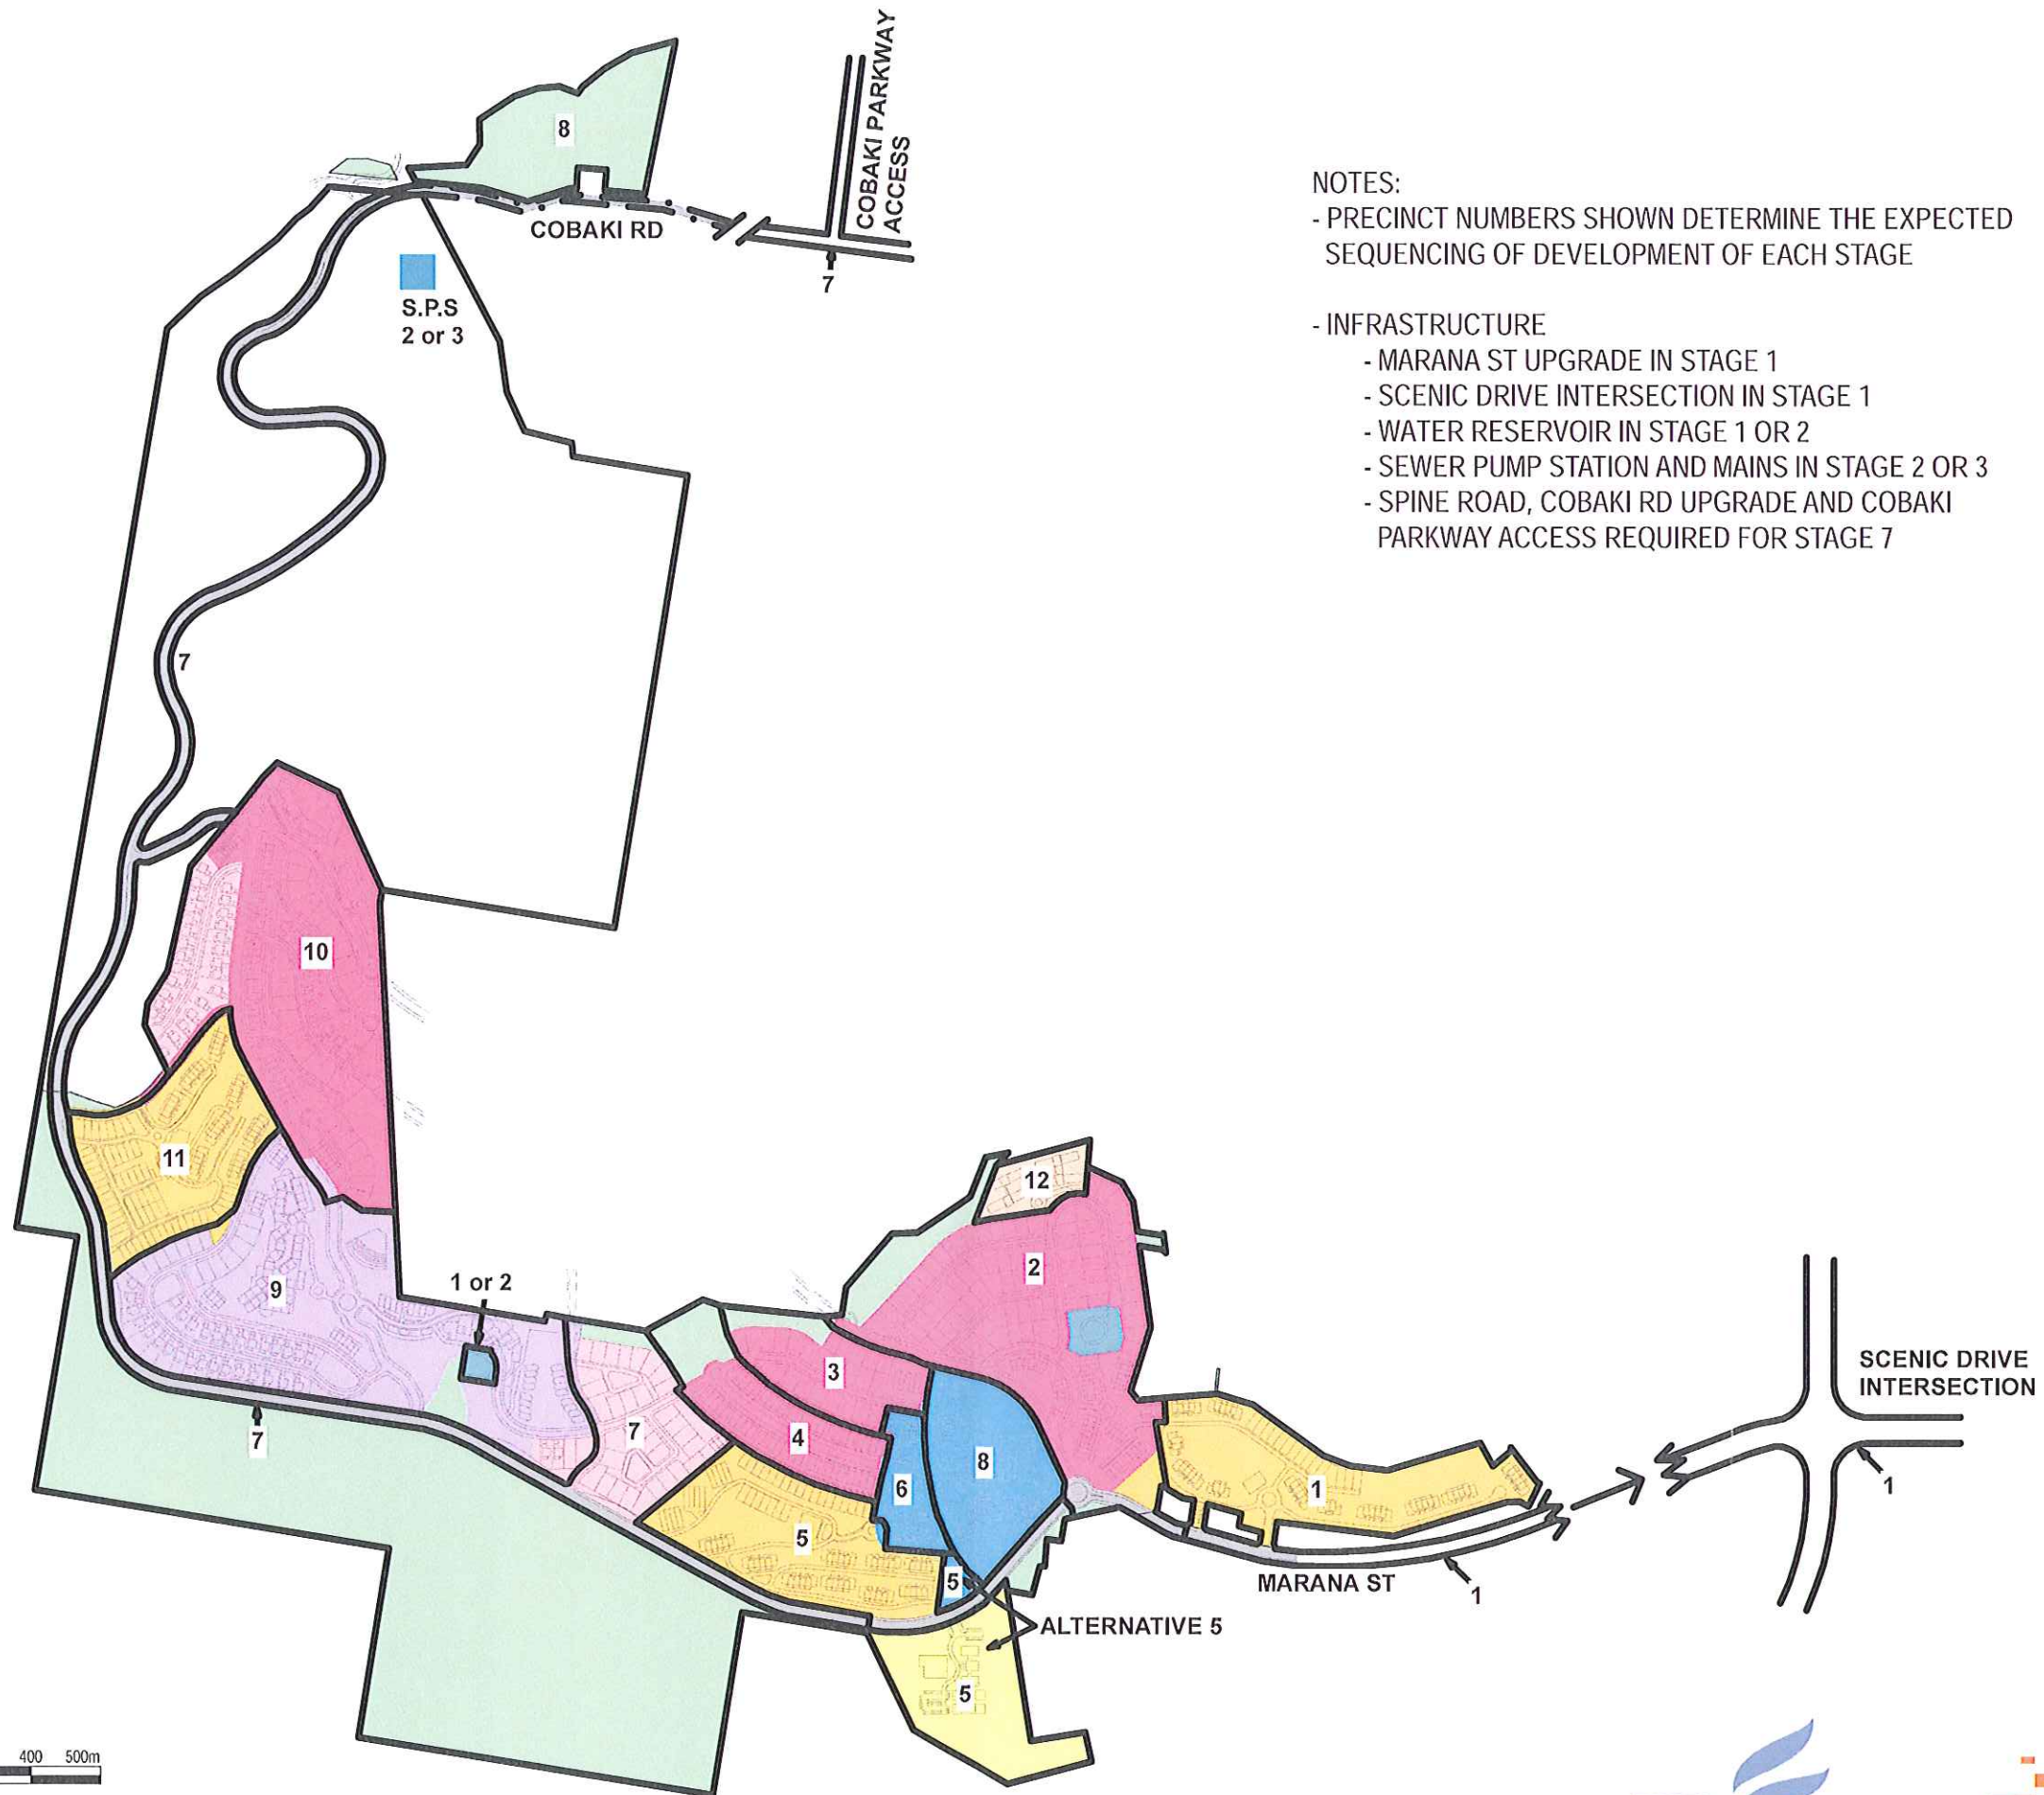 COBAKI PARKWAY
ACCESS
8
COBAKI RD
7
S.P.S
2 or 3
NOTES:
- PRECINCT NUMBERS SHOWN DETERMINE THE EXPECTED
SEQUENCING OF DEVELOPMENT OF EACH STAGE
- INFRASTRUCTURE
- MARANA ST UPGRADE IN STAGE 1
- SCENIC DRIVE INTERSECTION IN STAGE 1
- WATER RESERVOIR IN STAGE 1 OR 2
- SEWER PUMP STATION AND MAINS IN STAGE 2 OR 3
- SPINE ROAD, COBAKI RD UPGRADE AND COBAKI
PARKWAY ACCESS REQUIRED FOR STAGE 7
7
10
11
12
2
9
1 or 2
3
SCENIC DRIVE
INTERSECTION
7
7
4
8
6
1
1
5
5
MARANA ST
1
ALTERNATIVE 5
5
400 500m